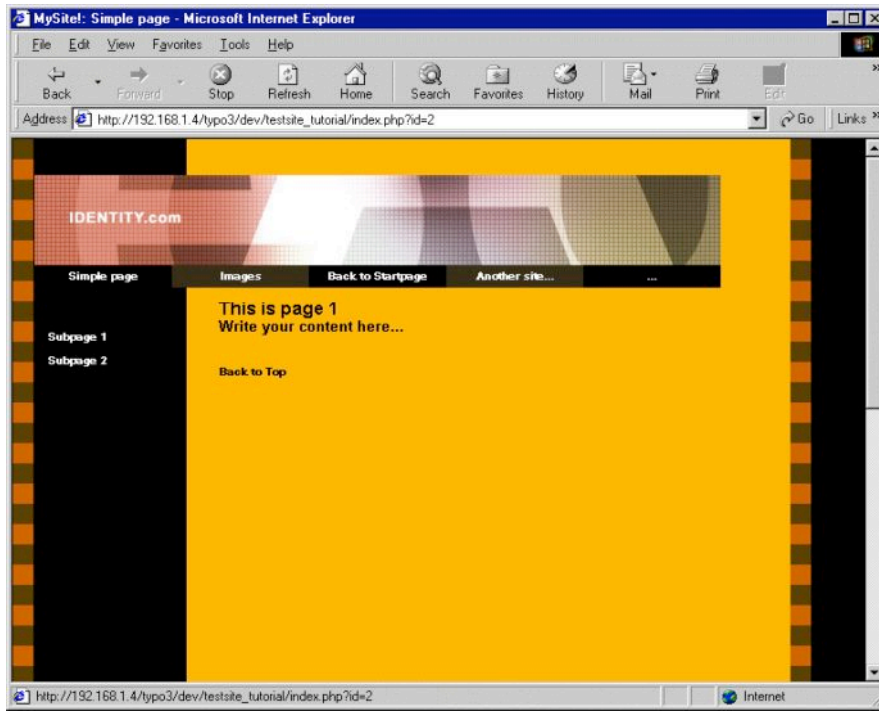 MySite!: Simple page - Microsoft Internet Explorer
File Edit View Favorites Tools Help
Back Forward Stop Refresh Home Search Favorites History Mail Print Edit
Address http://192.168.1.4/typo3/dev/testsite_tutorial/index.php?id=2 Go Links
IDENTITY.com
Simple page Images Back to Startpage Another site... ...
This is page 1
Write your content here...
Subpage 1
Subpage 2
Back to Top
http://192.168.1.4/typo3/dev/testsite_tutorial/index.php?id=2 Internet